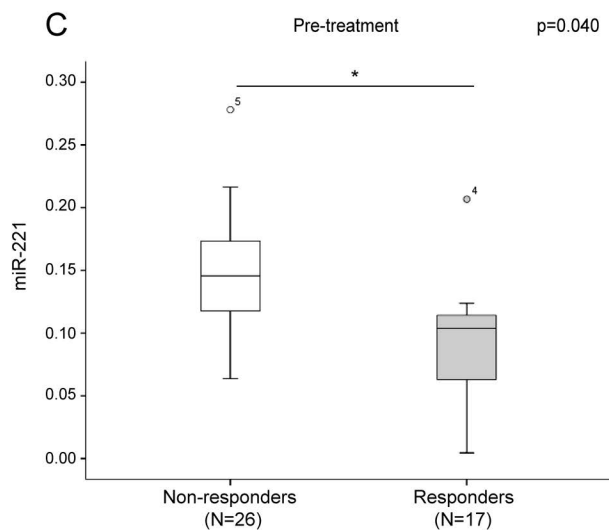 C
Pre-treatment
p=0.040
*
0.30
0.25
0.20
0.15
0.10
0.05
0.00
miR-221
5
4
Non-responders
(N=26)
Responders
(N=17)